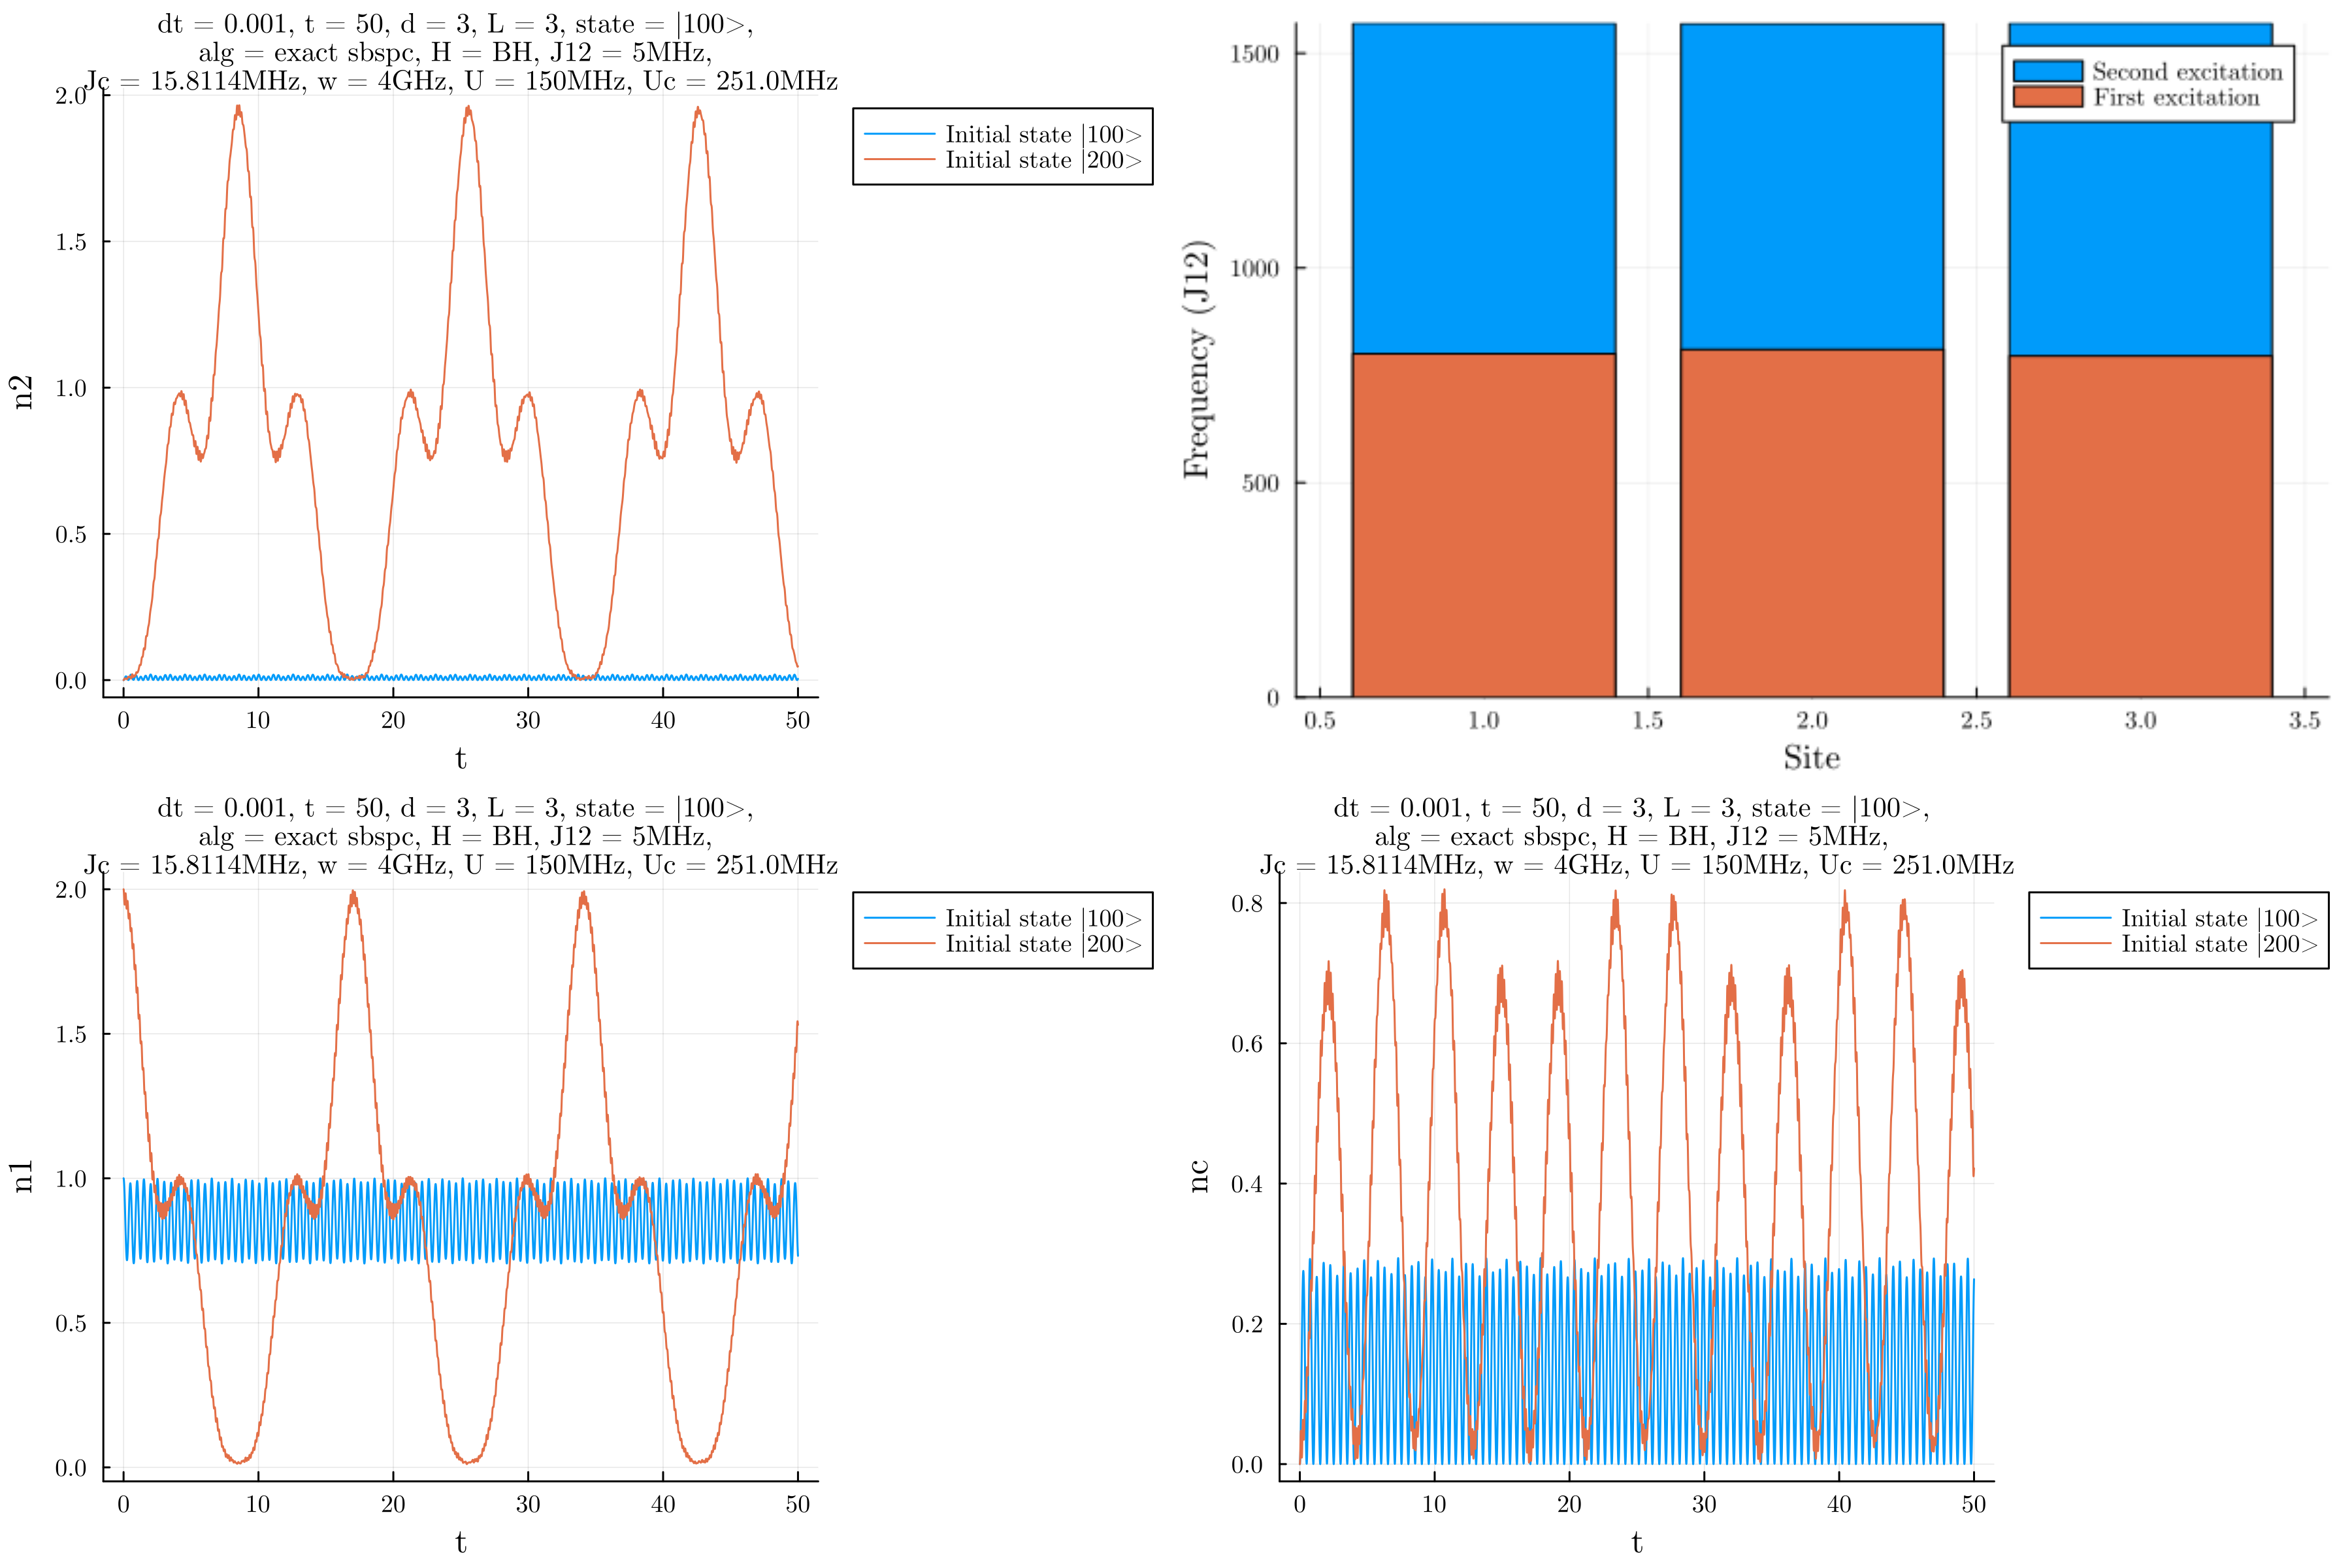 dt = 0.001, t = 50, d = 3, L = 3, state = |100>,
alg = exact sbspc, H = BH, J12 = 5MHz,
Jc = 15.8114MHz, w = 4GHz, U = 150MHz, Uc = 251.0MHz
2.0
1.5
1.0
0.5
0.0
n2
0 10 20 30 40 50
t
Initial state |100>
Initial state |200>
1500
1000
500
0
Frequency (J12)
Second excitation
First excitation
0.5 1.0 1.5 2.0 2.5 3.0 3.5
Site
dt = 0.001, t = 50, d = 3, L = 3, state = |100>,
alg = exact sbspc, H = BH, J12 = 5MHz,
Jc = 15.8114MHz, w = 4GHz, U = 150MHz, Uc = 251.0MHz
2.0
1.5
1.0
0.5
0.0
n1
0 10 20 30 40 50
t
Initial state |100>
Initial state |200>
dt = 0.001, t = 50, d = 3, L = 3, state = |100>,
alg = exact sbspc, H = BH, J12 = 5MHz,
Jc = 15.8114MHz, w = 4GHz, U = 150MHz, Uc = 251.0MHz
0.8
0.6
0.4
0.2
0.0
nc
0 10 20 30 40 50
t
Initial state |100>
Initial state |200>